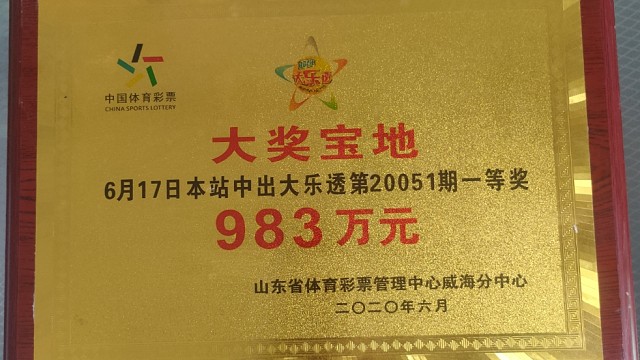 中国体育彩票
CHINA SPORTS LOTTERY
大乐透
大奖宝地
6月17日本站中出大乐透第20051期一等奖
983万元
山东省体育彩票管理中心威海分中心
二〇二〇年六月